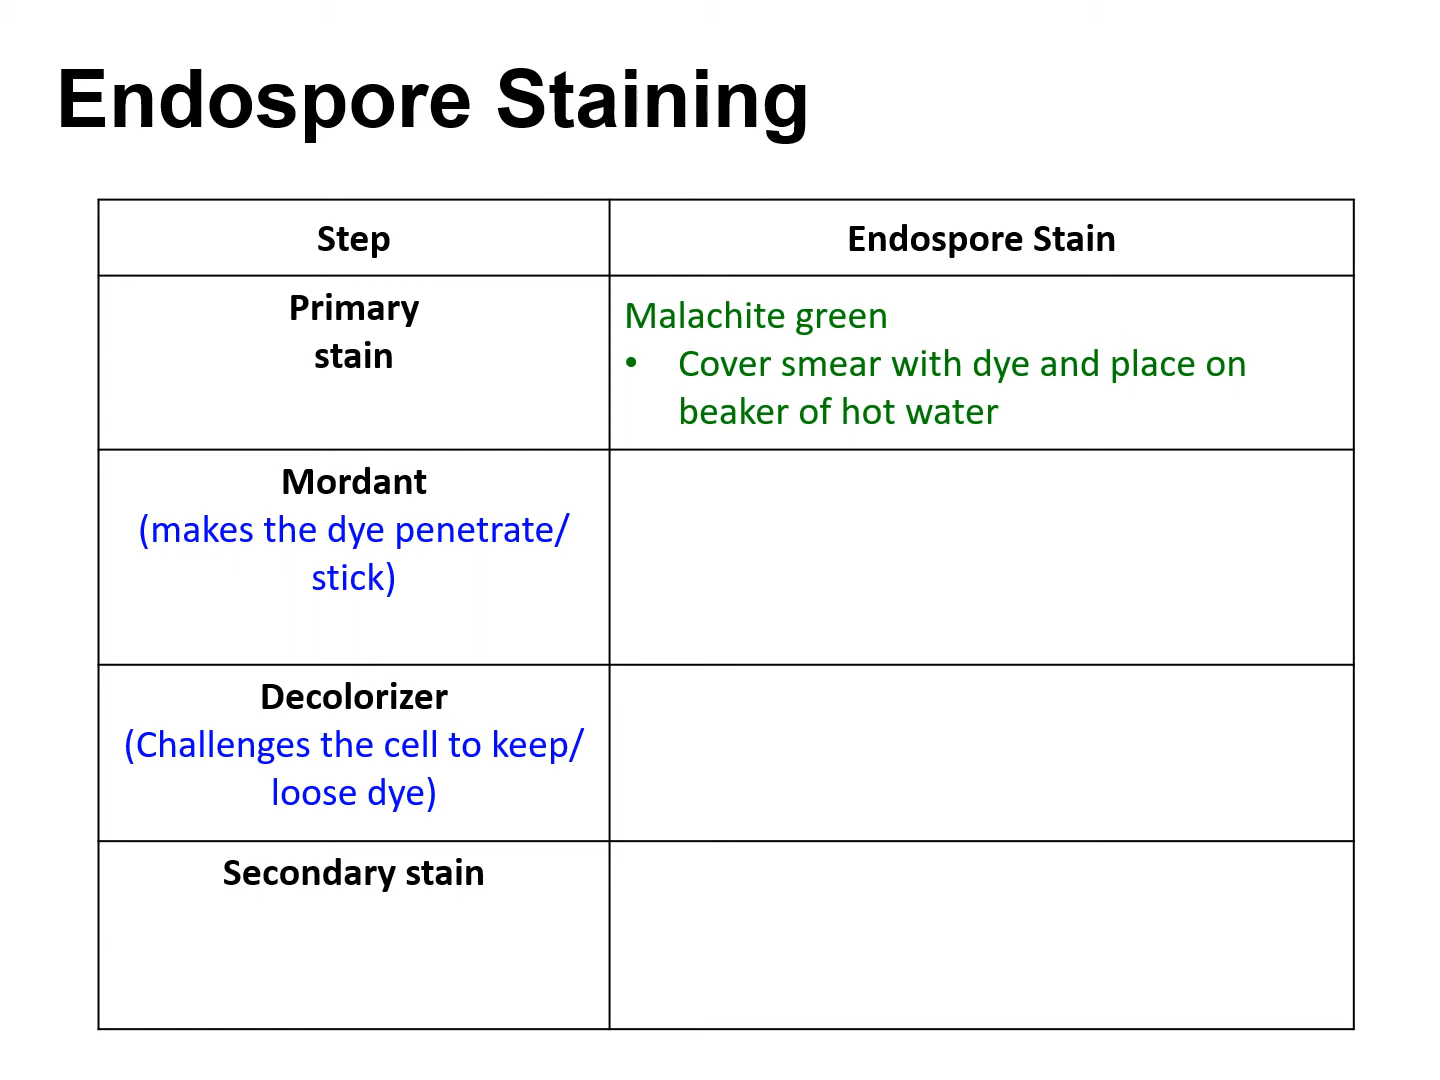 Endospore Staining
Step
Endospore Stain
Primary
stain
Malachite green
• Cover smear with dye and place on
beaker of hot water
Mordant
(makes the dye penetrate/
stick)
Decolorizer
(Challenges the cell to keep/
loose dye)
Secondary stain